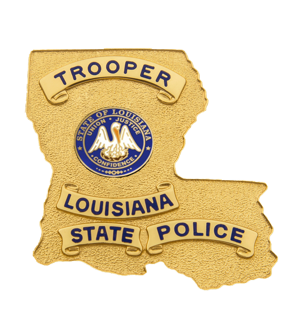 TROOPER
STATE OF LOUISIANA
UNION · JUSTICE
CONFIDENCE
LOUISIANA
STATE POLICE